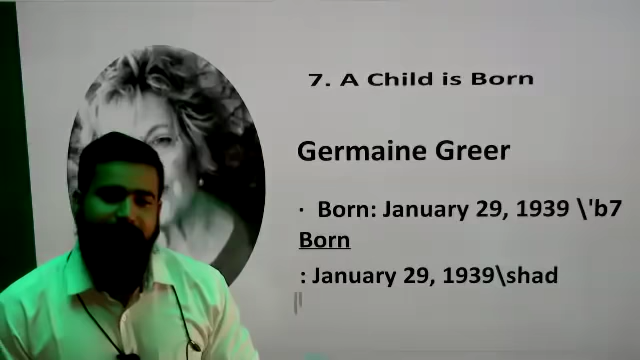 7. A Child is Born
Germaine Greer
· Born: January 29, 1939 \'b7
Born
: January 29, 1939\shad